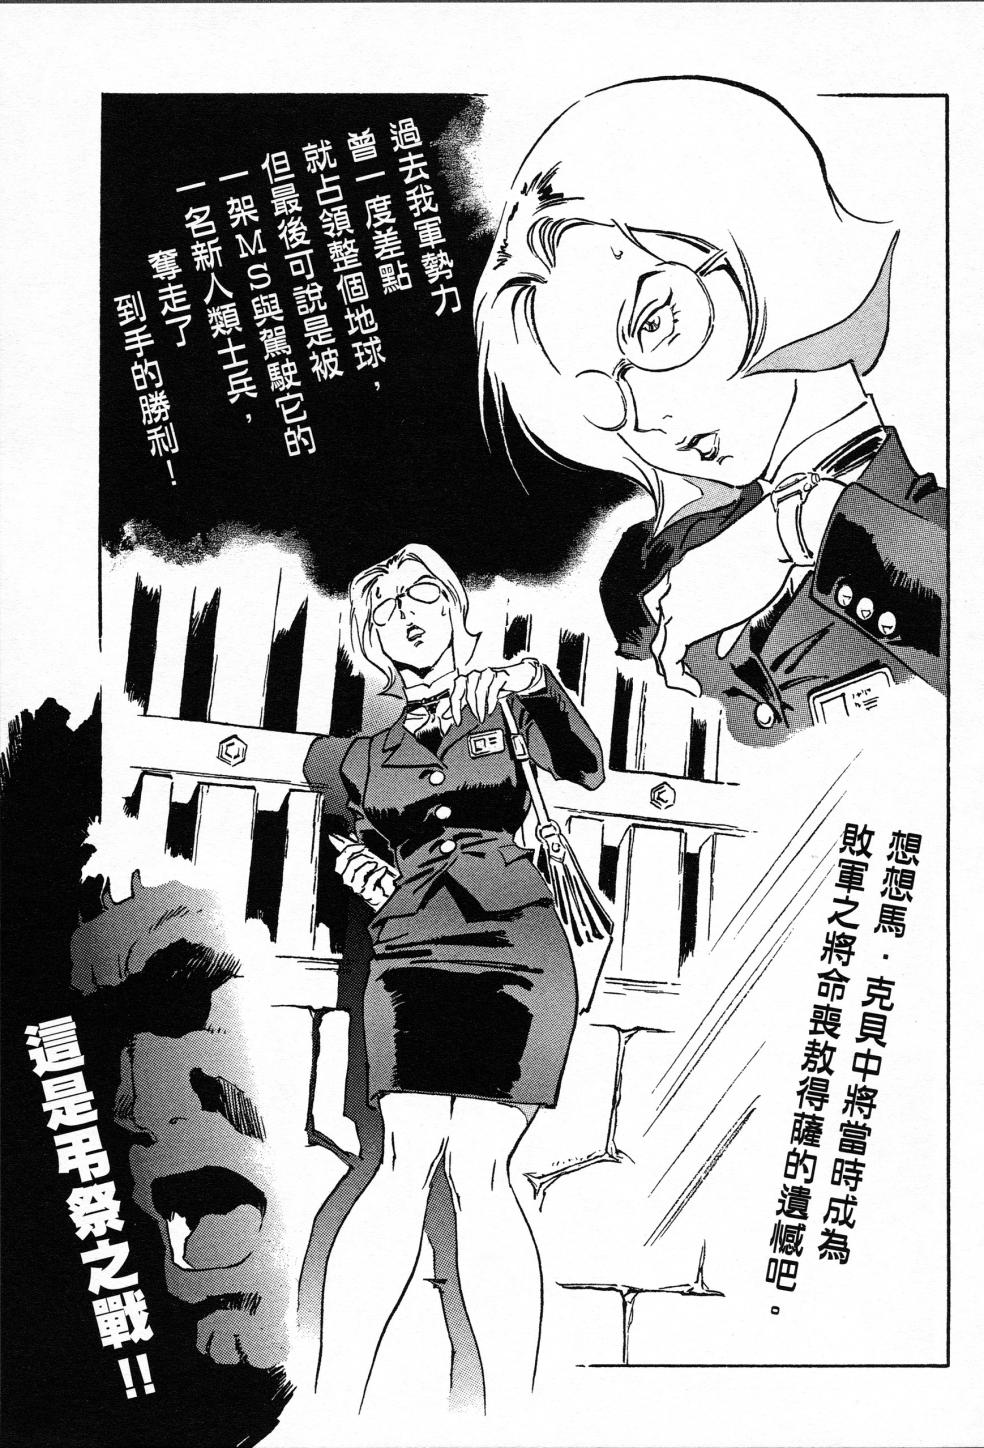 過去我軍勢力
曾一度差點
就占領整個地球，
但最後可說是被
一架MS與駕駛它的
一名新人類士兵，
奪走了
到手的勝利！
想想馬．克貝中將當時成為
敗軍之將命喪敖得薩的遺憾吧。
這是弔祭之戰!!